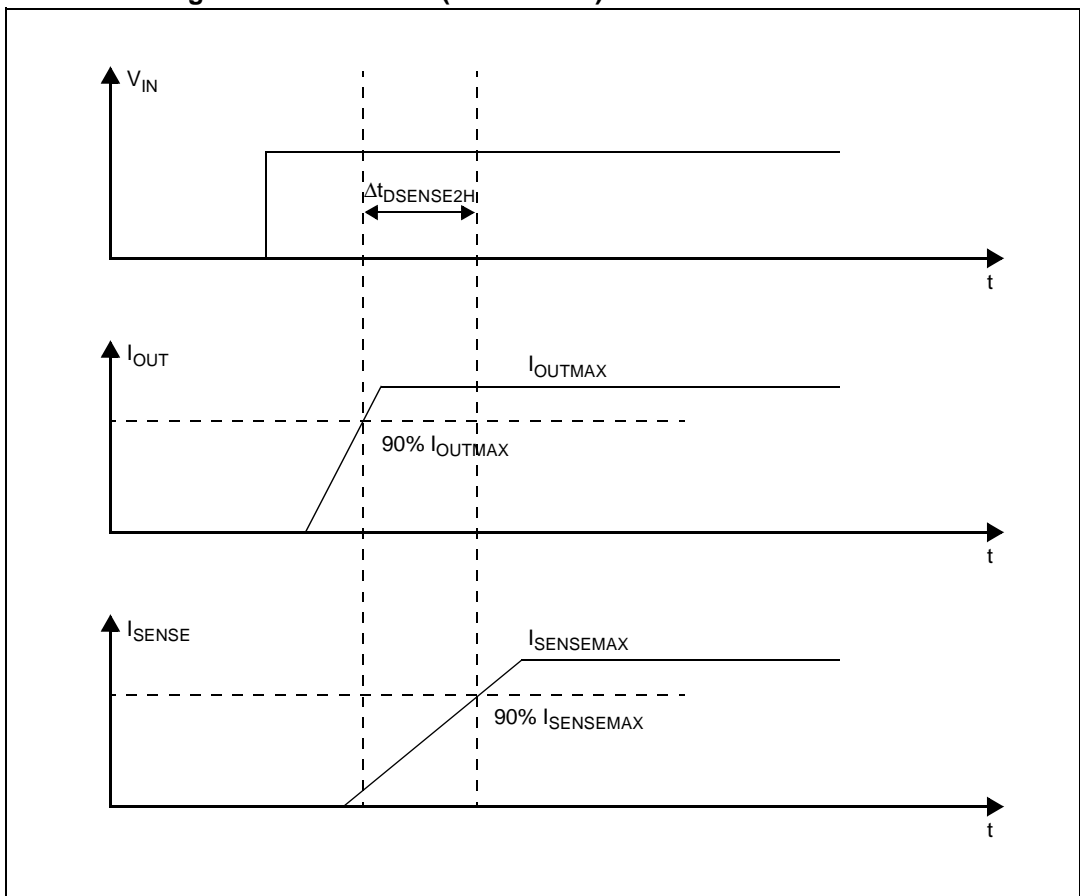 V_IN
Δt_DSENSE2H
t
I_OUT
I_OUTMAX
90% I_OUTMAX
t
I_SENSE
I_SENSEMAX
90% I_SENSEMAX
t